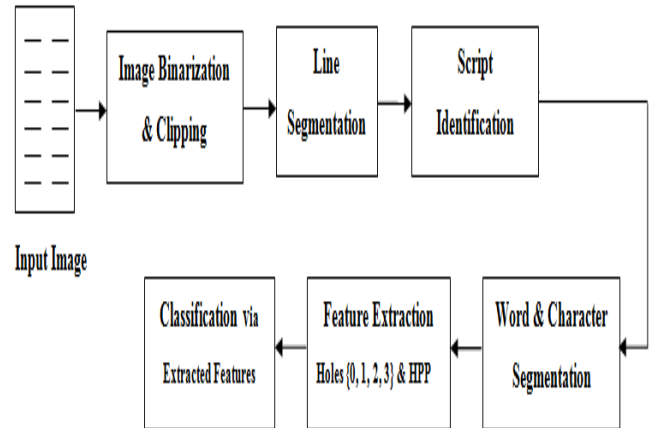 Image Binarization
& Clipping
Line
Segmentation
Script
Identification
Input Image
Word & Character
Segmentation
Feature Extraction
Holes {0, 1, 2, 3} & HPP
Classification via
Extracted Features